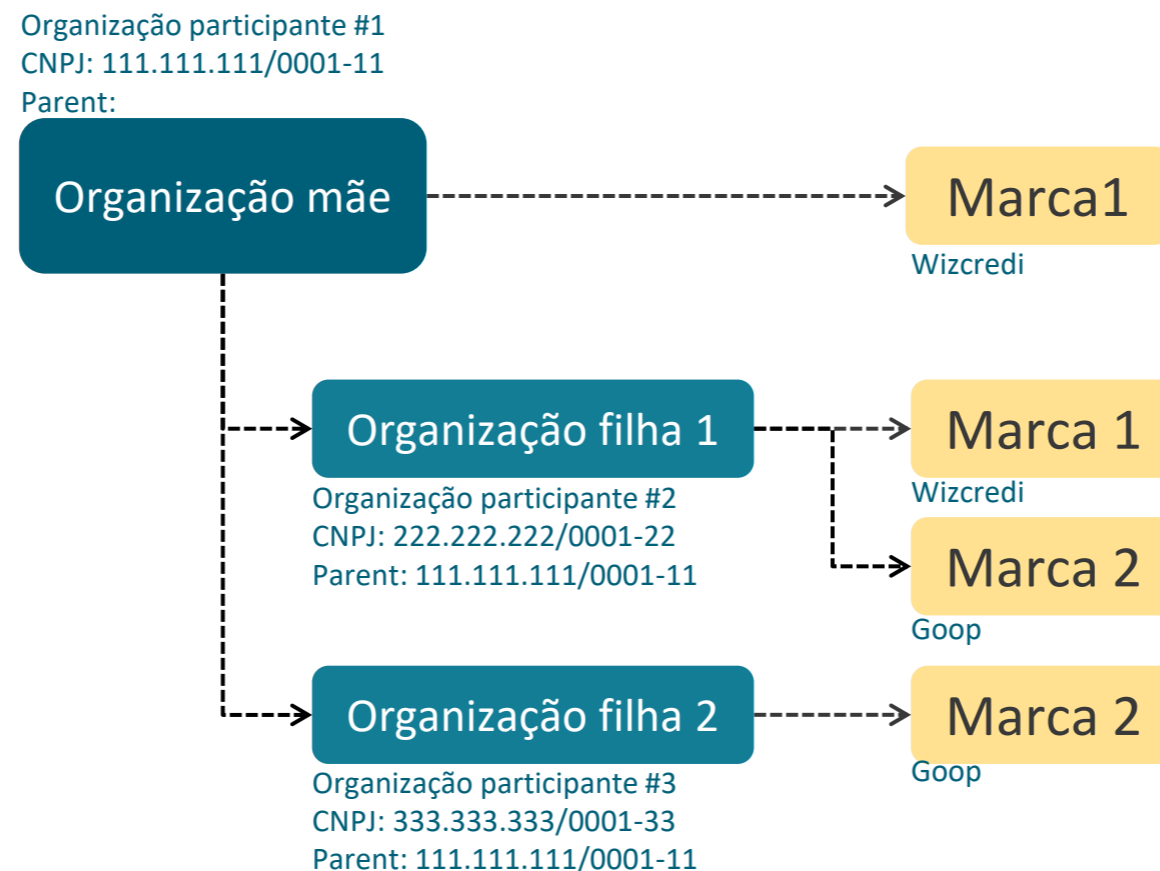 Organização participante #1
CNPJ: 111.111.111/0001-11
Parent:
Organização mãe
Marca1
Wizcredi
Organização filha 1
Organização participante #2
CNPJ: 222.222.222/0001-22
Parent: 111.111.111/0001-11
Marca 1
Wizcredi
Marca 2
Goop
Organização filha 2
Organização participante #3
CNPJ: 333.333.333/0001-33
Parent: 111.111.111/0001-11
Marca 2
Goop